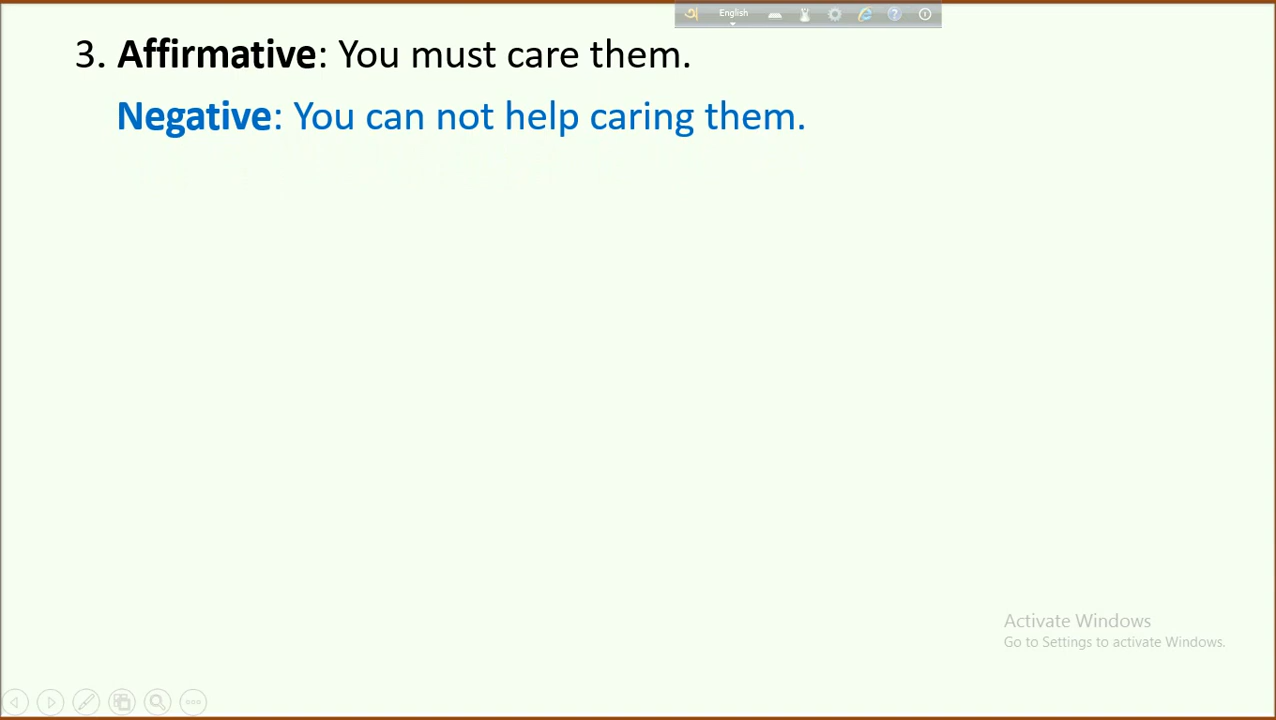 অ English
3. Affirmative: You must care them.
Negative: You can not help caring them.
Activate Windows
Go to Settings to activate Windows.